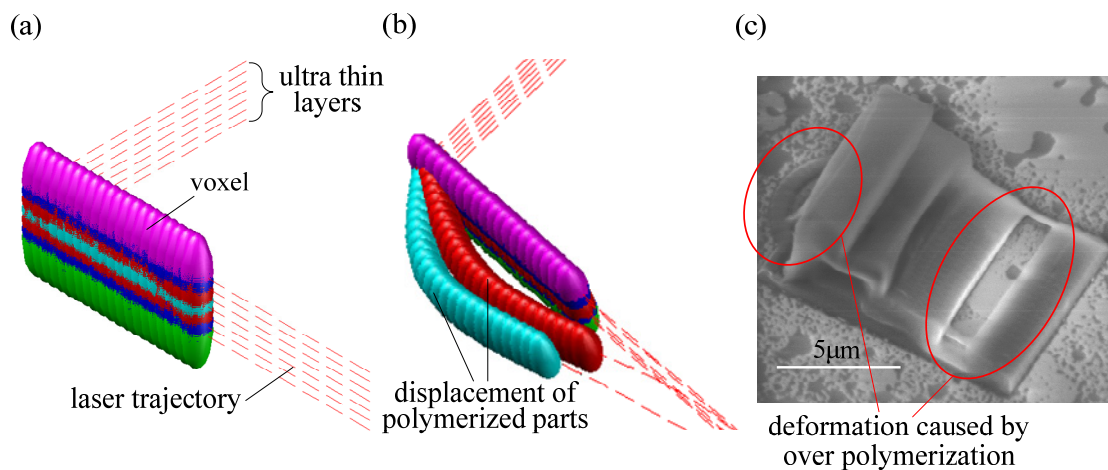 (a)
ultra thin
layers
voxel
laser trajectory
(b)
displacement of
polymerized parts
(c)
5μm
deformation caused by
over polymerization